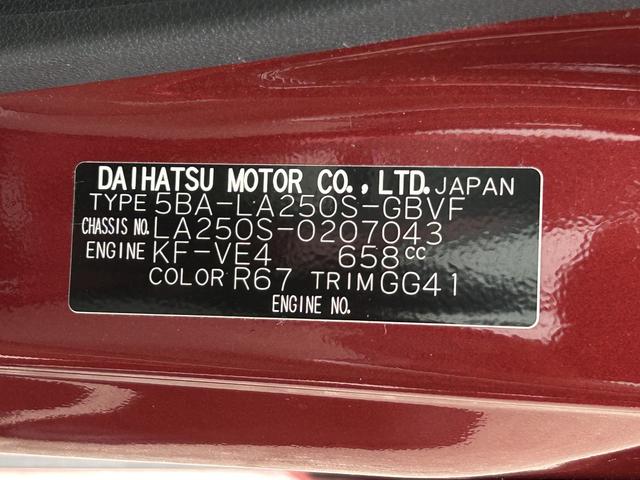 DAIHATSU MOTOR CO., LTD. JAPAN
TYPE 5BA-LA250S-GBVF
CHASSIS NO. LA250S-0207043
ENGINE KF-VE4 658cc
COLOR R67 TRIM GG41
ENGINE NO.